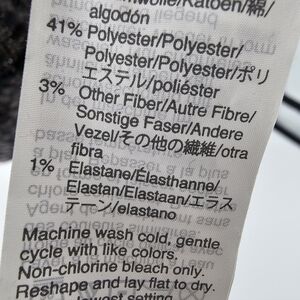 algodón
41% Polyester/Polyester/
Polyester/Polyester/ポリ
エステル/poliéster
3% Other Fiber/Autre Fibre/
Sonstige Faser/Andere
Vezel/その他の繊維/otra
fibra
1% Elastane/Élasthanne/
Elastan/Elastaan/エラス
テーン/elastano
Machine wash cold, gentle
cycle with like colors.
Non-chlorine bleach only.
Reshape and lay flat to dry.
lowest setting